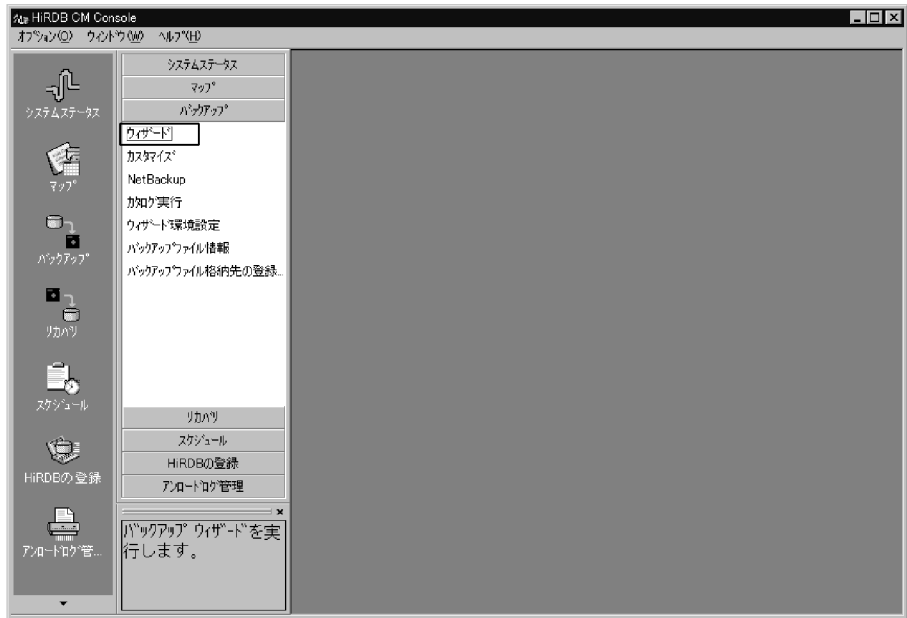 HiRDB CM Console
オプション(O) ウィンドウ(W) ヘルプ(H)
システムステータス
マップ
バックアップ
リカバリ
スケジュール
HiRDBの登録
アンロードログ管...
システムステータス
マップ
バックアップ
ウィザード
カスタマイズ
NetBackup
カタログ実行
ウィザード環境設定
バックアップファイル情報
バックアップファイル格納先の登録...
リカバリ
スケジュール
HiRDBの登録
アンロードログ管理
バックアップ ウィザードを実
行します。